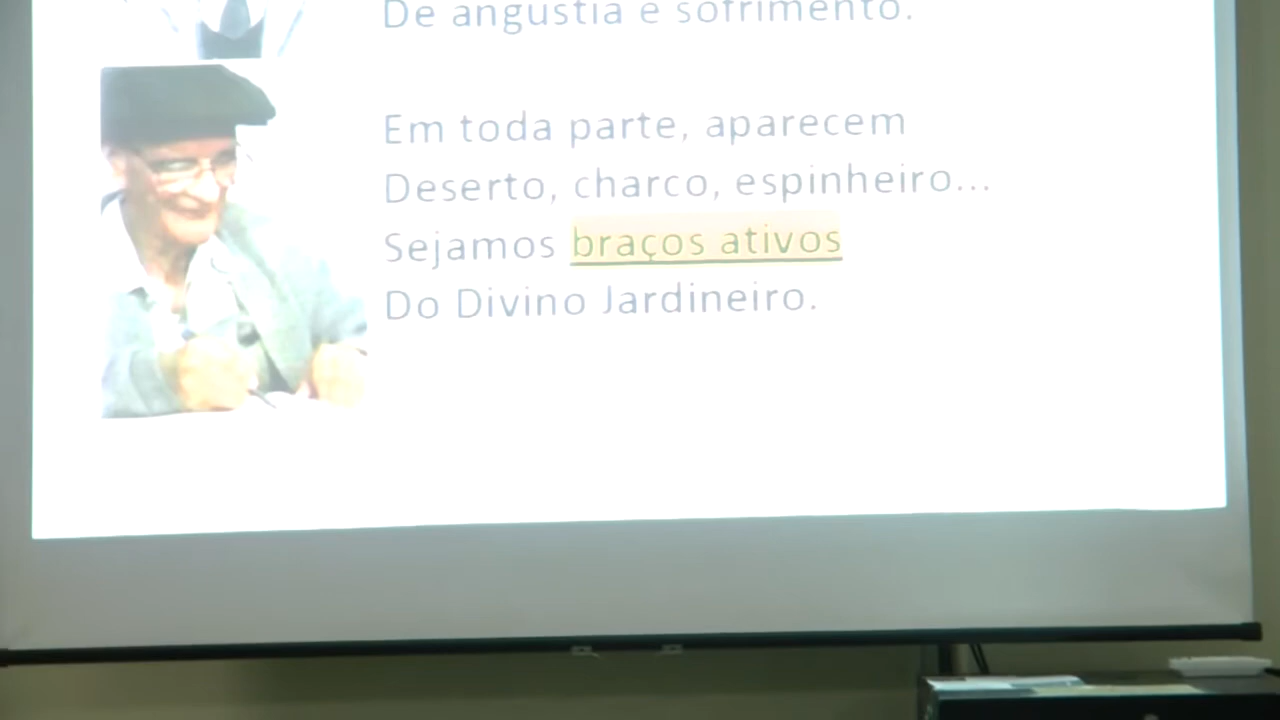 De angústia e sofrimento.
Em toda parte, aparecem
Deserto, charco, espinheiro...
Sejamos braços ativos
Do Divino Jardineiro.